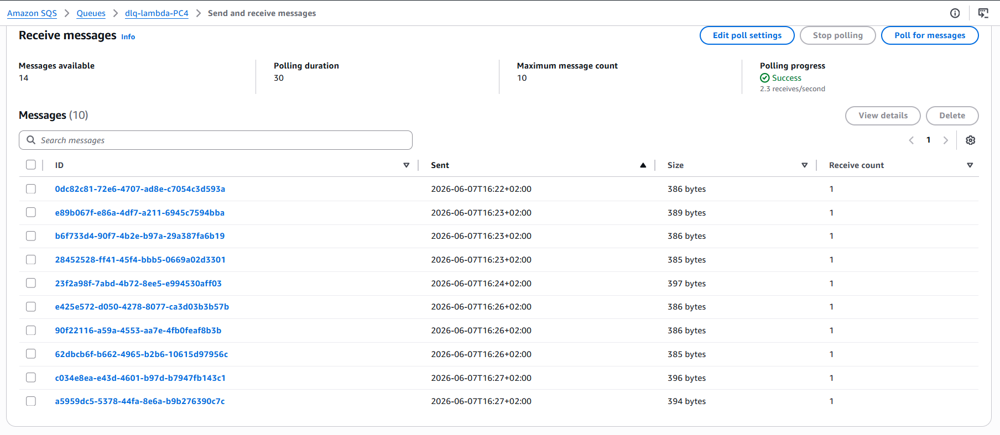 Amazon SQS > Queues > dlq-lambda-PC4 > Send and receive messages
Receive messages Info
Edit poll settings Stop polling Poll for messages
Messages available Polling duration Maximum message count Polling progress
14 30 10 Success
2.3 receives/second
Messages (10)
View details Delete
Search messages
1
ID Sent Size Receive count
0dc82c81-72e6-4707-ad8e-c7054c3d593a 2026-06-07T16:22+02:00 386 bytes 1
e89b067f-e86a-4df7-a211-6945c7594bba 2026-06-07T16:23+02:00 389 bytes 1
b6f733d4-90f7-4b2e-b97a-29a387fa6b19 2026-06-07T16:23+02:00 386 bytes 1
28452528-ff41-45f4-bbb5-0669a02d3301 2026-06-07T16:23+02:00 385 bytes 1
23f2a98f-7abd-4b72-8ee5-e994530aff03 2026-06-07T16:24+02:00 397 bytes 1
e425e572-d050-4278-8077-ca3d03b3b57b 2026-06-07T16:26+02:00 386 bytes 1
90f22116-a59a-4553-aa7e-4fb0feaf8b3b 2026-06-07T16:26+02:00 386 bytes 1
62dbcb6f-b662-4965-b2b6-10615d97956c 2026-06-07T16:26+02:00 385 bytes 1
c034e8ea-e43d-4601-b97d-b7947fb143c1 2026-06-07T16:27+02:00 396 bytes 1
a5959dc5-5378-44fa-8e6a-b9b276390c7c 2026-06-07T16:27+02:00 394 bytes 1